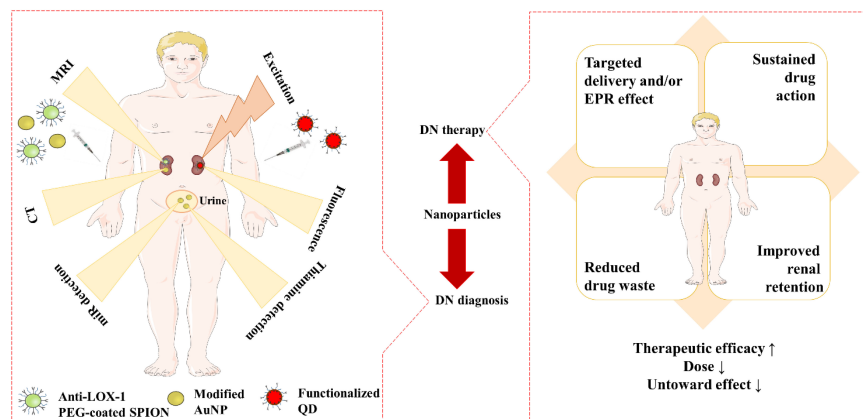 MRI
Excitation
CT
Urine
Fluorescence
miR detection
Thiamine detection
Anti-LOX-1
PEG-coated SPION
Modified
AuNP
Functionalized
QD
DN therapy
Nanoparticles
DN diagnosis
Targeted
delivery and/or
EPR effect
Sustained
drug
action
Reduced
drug waste
Improved
renal
retention
Therapeutic efficacy ↑
Dose ↓
Untoward effect ↓